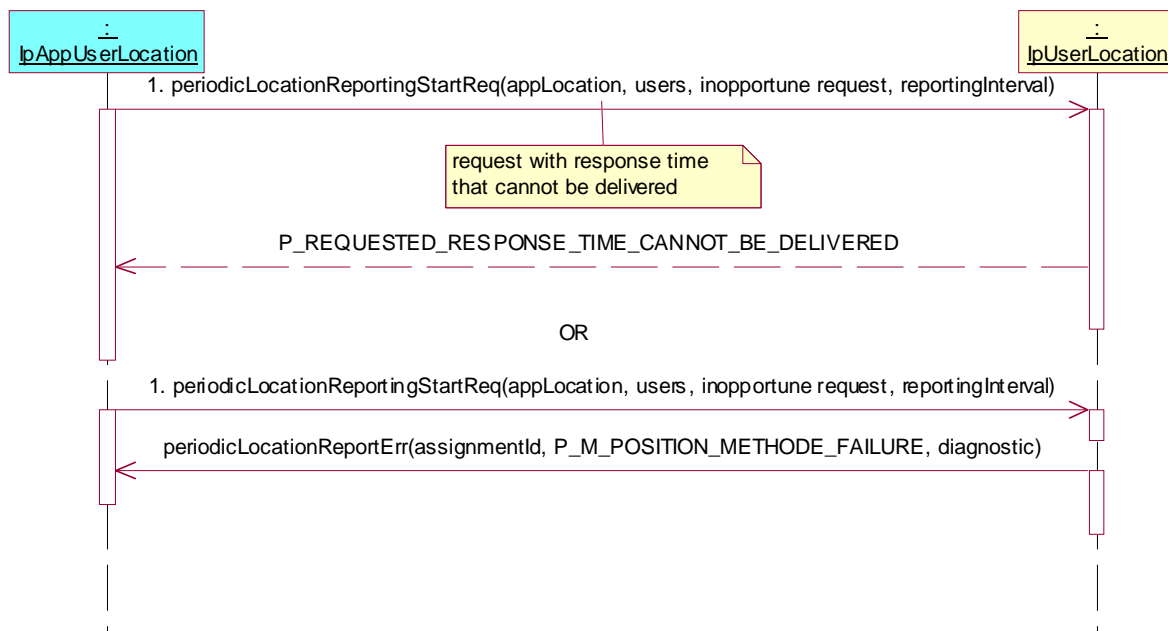 :
IpAppUserLocation
:
IpUserLocation
1. periodicLocationReportingStartReq(appLocation, users, inopportune request, reportingInterval)
request with response time
that cannot be delivered
P_REQUESTED_RESPONSE_TIME_CANNOT_BE_DELIVERED
OR
1. periodicLocationReportingStartReq(appLocation, users, inopportune request, reportingInterval)
periodicLocationReportErr(assignmentId, P_M_POSITION_METHODE_FAILURE, diagnostic)